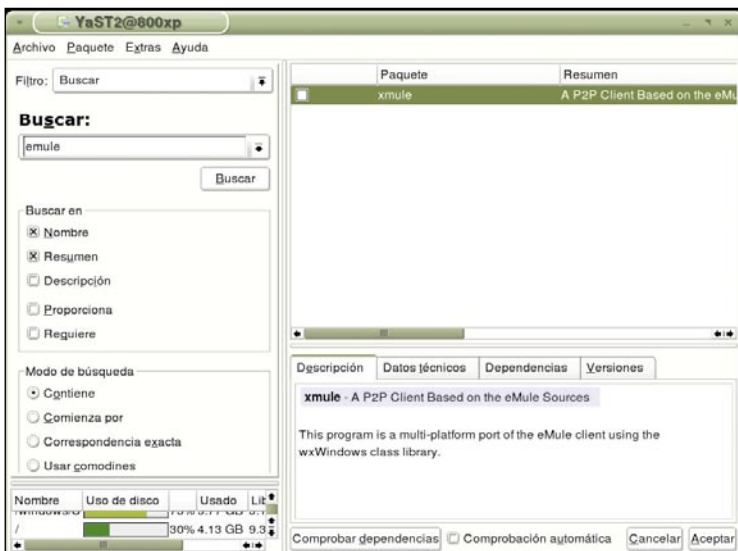 YaST2@800xp
Archivo Paquete Extras Ayuda
Filtro: Buscar
Buscar:
emule
Buscar
Buscar en
Nombre
Resumen
Descripción
Proporciona
Requiere
Modo de búsqueda
Contiene
Comienza por
Correspondencia exacta
Usar comodines
Nombre Uso de disco Usado Lib
/ 30% 4.13 GB 9.3
Paquete Resumen
xmule A P2P Client Based on the eMu
Descripción Datos técnicos Dependencias Versiones
xmule - A P2P Client Based on the eMule Sources
This program is a multi-platform port of the eMule client using the
wxWindows class library.
Comprobar dependencias Comprobación automática Cancelar Aceptar